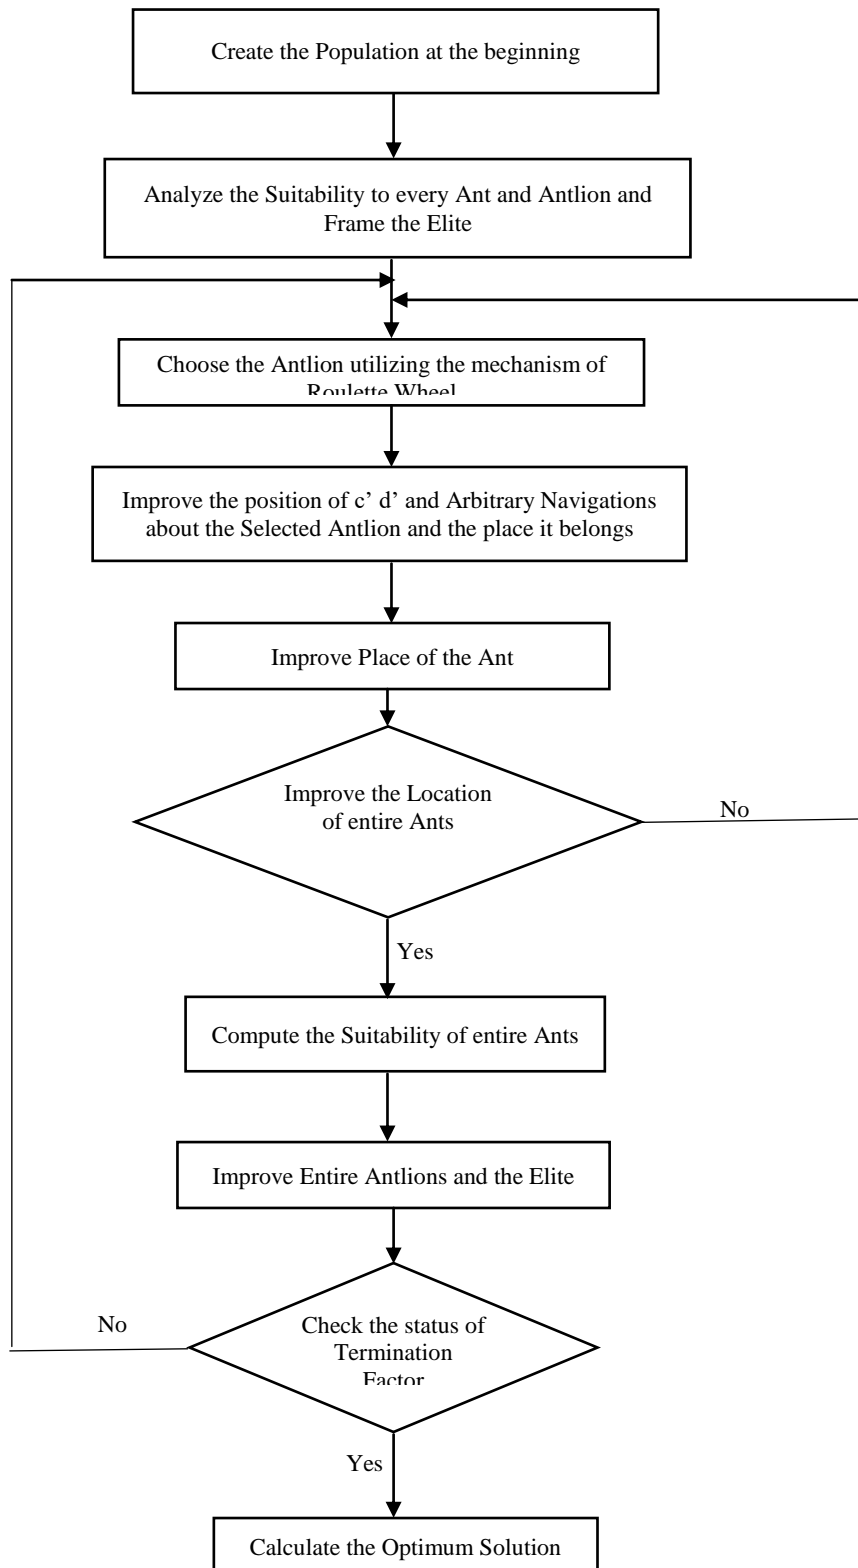 Create the Population at the beginning
Analyze the Suitability to every Ant and Antlion and
Frame the Elite
Choose the Antlion utilizing the mechanism of
Roulette Wheel
Improve the position of c’ d’ and Arbitrary Navigations
about the Selected Antlion and the place it belongs
Improve Place of the Ant
Improve the Location
of entire Ants
No
Yes
Compute the Suitability of entire Ants
Improve Entire Antlions and the Elite
No
Check the status of
Termination
Factor
Yes
Calculate the Optimum Solution